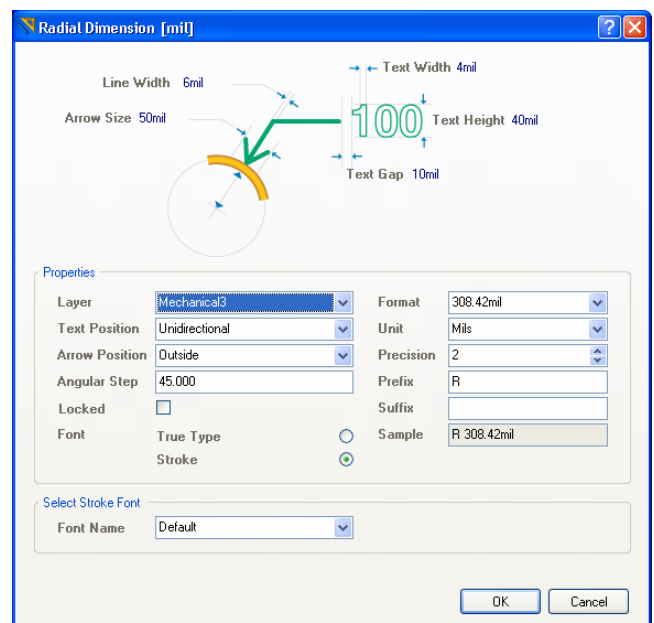 Radial Dimension [mil]
Text Width 4mil
Line Width 6mil
Arrow Size 50mil
100
Text Height 40mil
Text Gap 10mil
Properties
Layer Mechanical3 Format 308.42mil
Text Position Unidirectional Unit Mils
Arrow Position Outside Precision 2
Angular Step 45.000 Prefix R
Locked Suffix
Font True Type Sample R 308.42mil
Stroke
Select Stroke Font
Font Name Default
OK Cancel